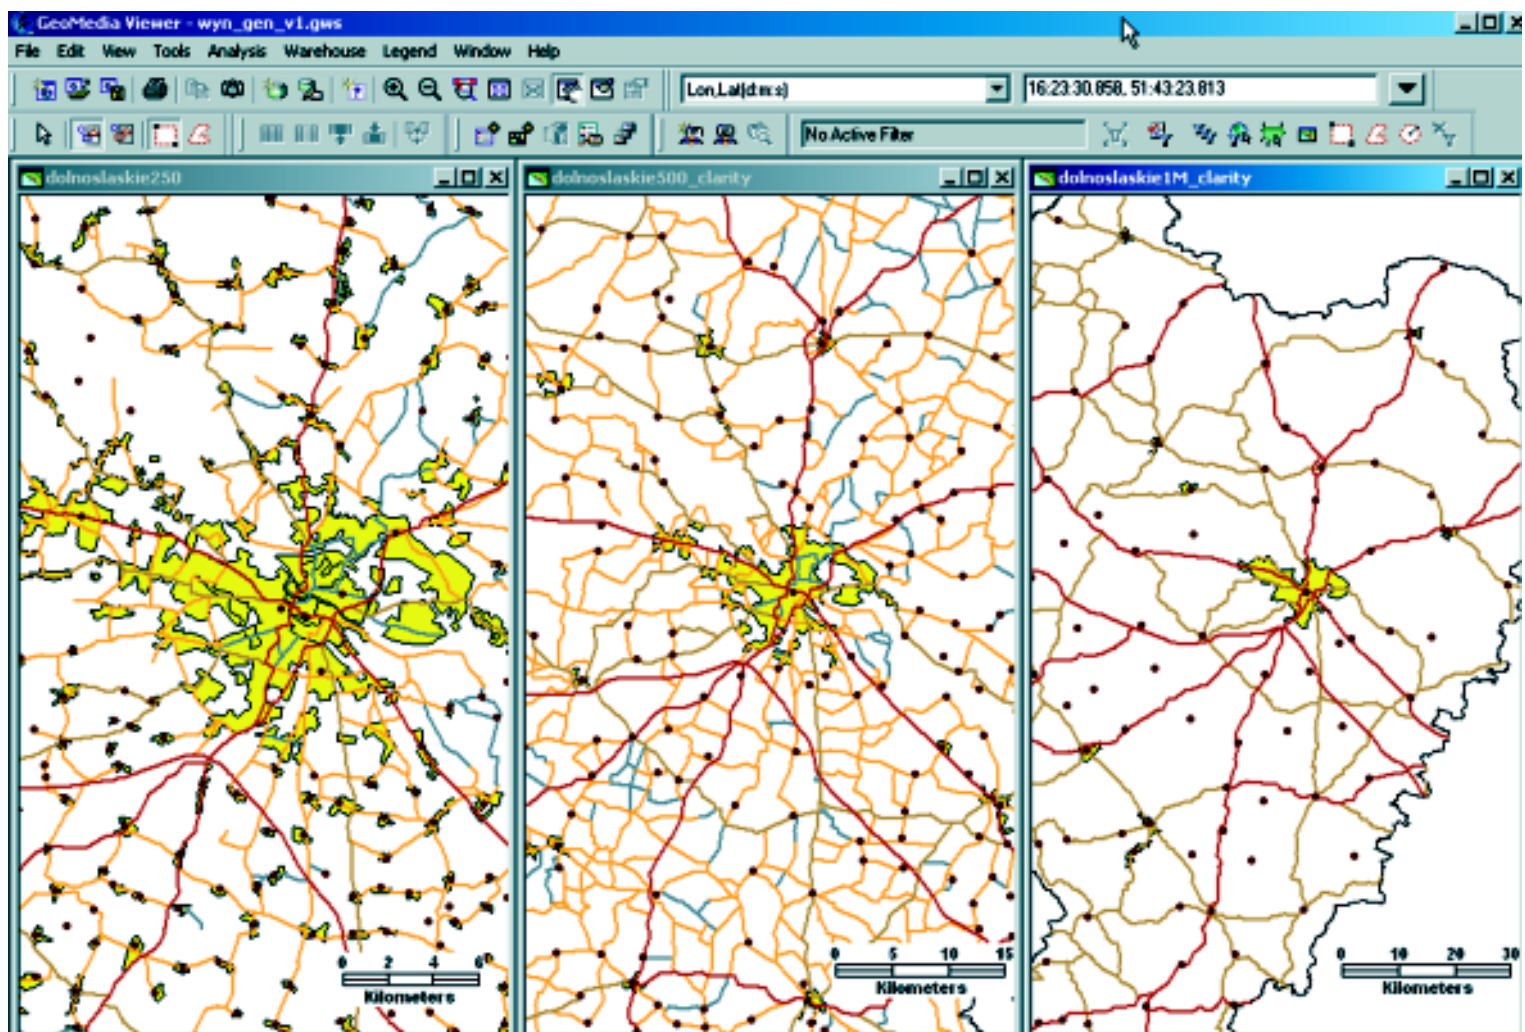 GeoMedia Viewer - wyn_gen_v1.gws
File Edit View Tools Analysis Warehouse Legend Window Help
Lon,Lat(d:m:s) 16:23:30.858, 51:43:23.813
No Active Filter
dolnoslaskie250
dolnoslaskie500_clarity
dolnoslaskie1M_clarity
0 2 4 6
Kilometers
0 5 10 15
Kilometers
0 10 20 30
Kilometers